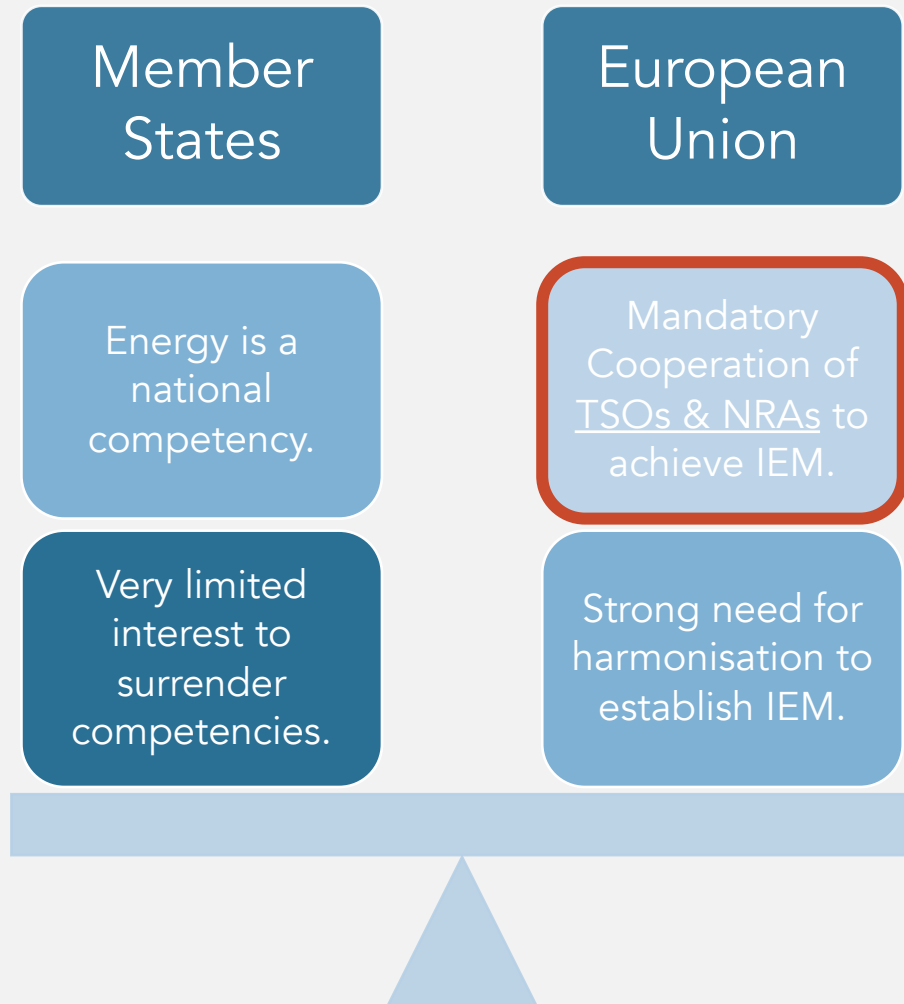 Member
States
European
Union
Energy is a
national
competency.
Mandatory
Cooperation of
TSOs & NRAs to
achieve IEM.
Very limited
interest to
surrender
competencies.
Strong need for
harmonisation to
establish IEM.